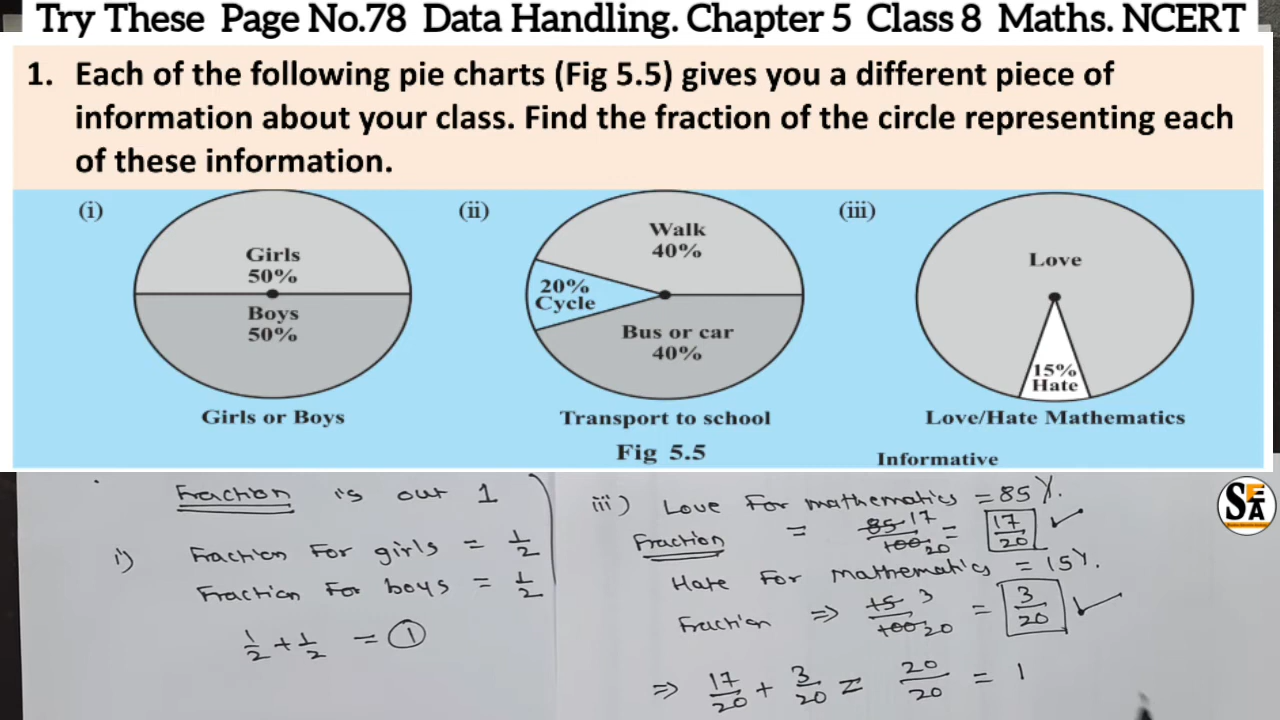 Try These Page No.78 Data Handling. Chapter 5 Class 8 Maths. NCERT
1. Each of the following pie charts (Fig 5.5) gives you a different piece of
information about your class. Find the fraction of the circle representing each
of these information.
(i)
Girls
50%
Boys
50%
Girls or Boys
(ii)
Walk
40%
20%
Cycle
Bus or car
40%
Transport to school
Fig 5.5
(iii)
Love
15%
Hate
Love/Hate Mathematics
Informative
Fraction is out 1
i) Fraction For girls = 1/2
Fraction For boys = 1/2
1/2 + 1/2 = 1
iii) Love For mathematics = 85%.
Fraction = 85/100 17/20 = 17/20
Hate For Mathematics = 15%.
Fraction ⇒ 15/100 3/20 = 3/20
⇒ 17/20 + 3/20 = 20/20 = 1
SEA